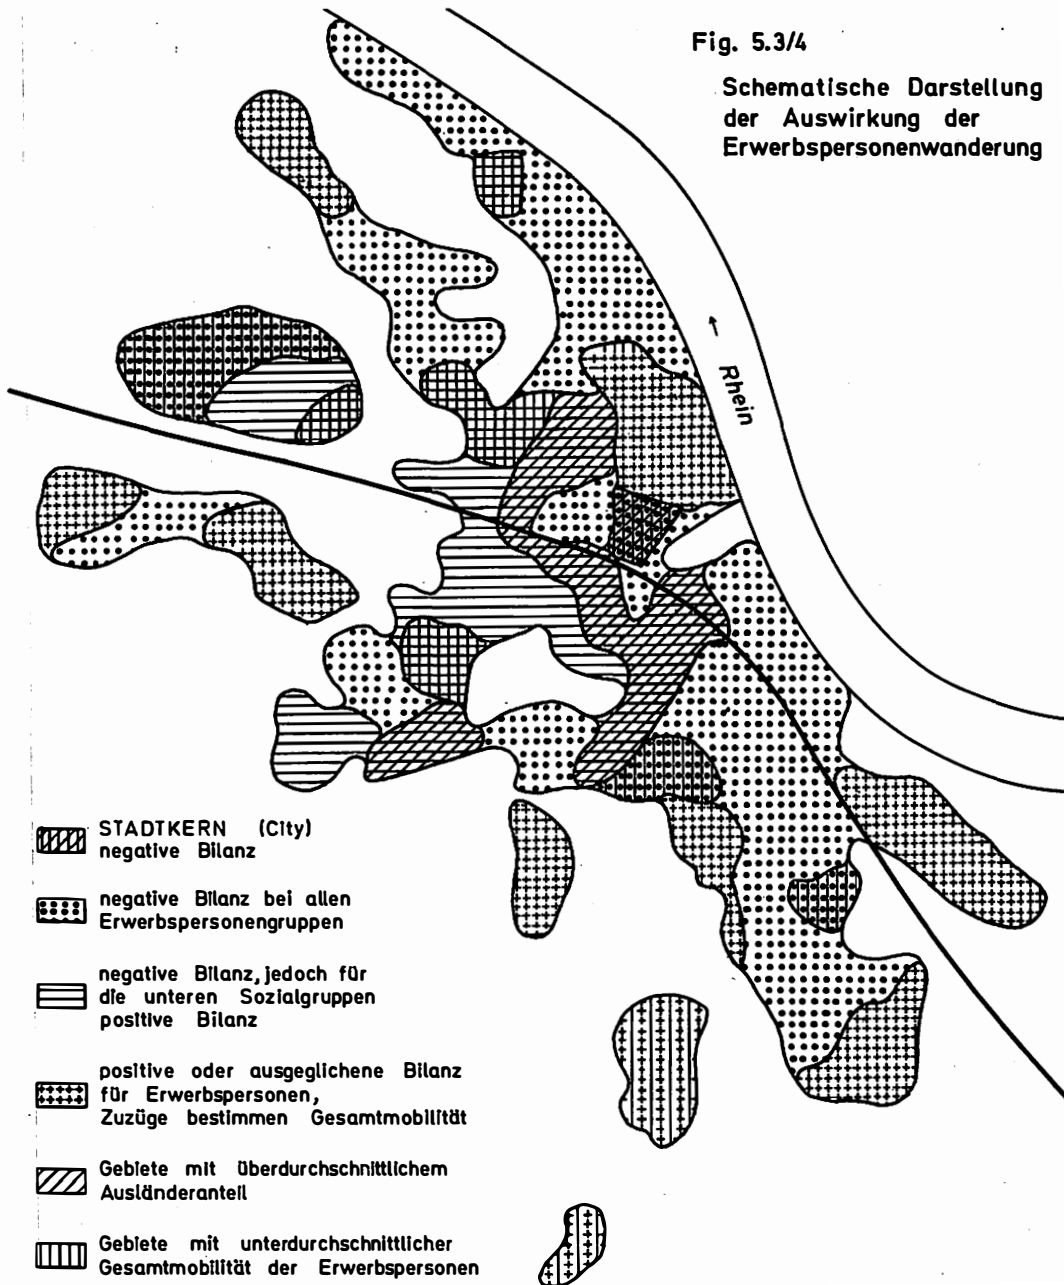 Fig. 5.3/4
Schematische Darstellung
der Auswirkung der
Erwerbspersonenwanderung
← Rhein
STADTKERN (City)
negative Bilanz
negative Bilanz bei allen
Erwerbspersonengruppen
negative Bilanz, jedoch für
die unteren Sozialgruppen
positive Bilanz
positive oder ausgeglichene Bilanz
für Erwerbspersonen,
Zuzüge bestimmen Gesamtmobilität
Gebiete mit überdurchschnittlichem
Ausländeranteil
Gebiete mit unterdurchschnittlicher
Gesamtmobilität der Erwerbspersonen